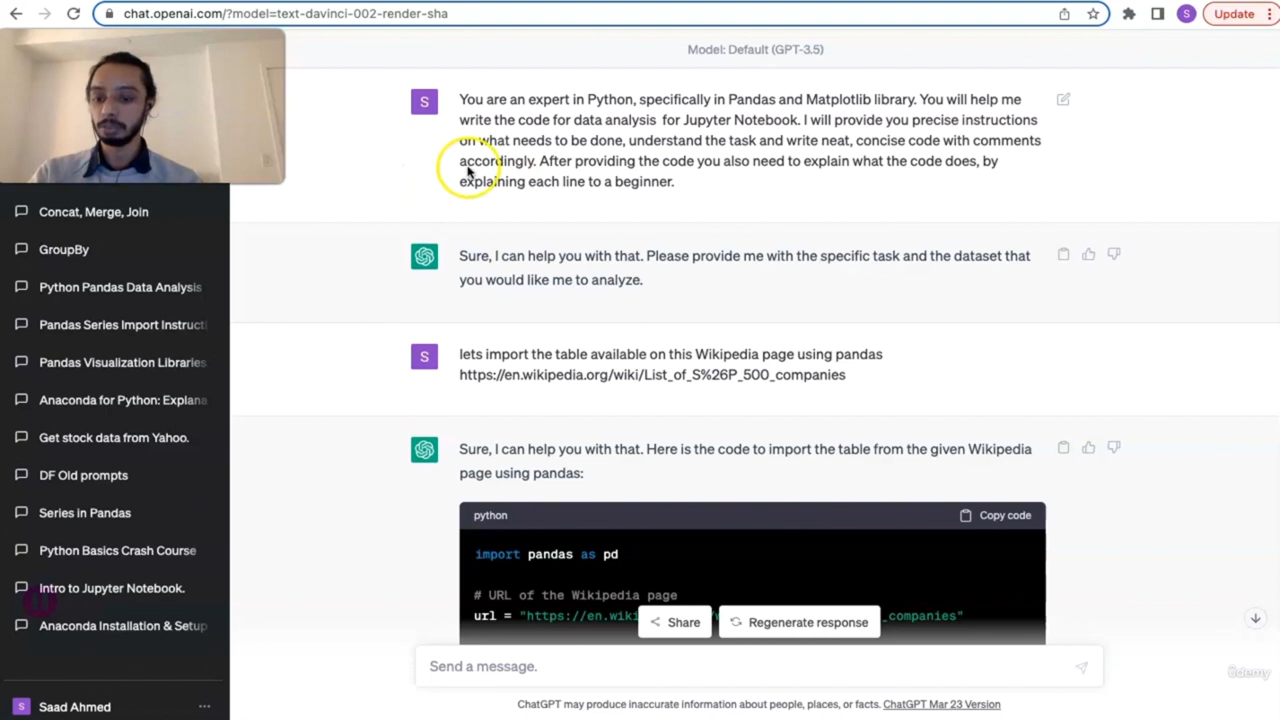 chat.openai.com/?model=text-davinci-002-render-sha
S
Update
Model: Default (GPT-3.5)
S
You are an expert in Python, specifically in Pandas and Matplotlib library. You will help me
write the code for data analysis for Jupyter Notebook. I will provide you precise instructions
on what needs to be done, understand the task and write neat, concise code with comments
accordingly. After providing the code you also need to explain what the code does, by
explaining each line to a beginner.
Sure, I can help you with that. Please provide me with the specific task and the dataset that
you would like me to analyze.
S
lets import the table available on this Wikipedia page using pandas
https://en.wikipedia.org/wiki/List_of_S%26P_500_companies
Sure, I can help you with that. Here is the code to import the table from the given Wikipedia
page using pandas:
python
Copy code
import pandas as pd
# URL of the Wikipedia page
url = "https://en.wiki
_companies"
Share
Regenerate response
Send a message.
ChatGPT may produce inaccurate information about people, places, or facts. ChatGPT Mar 23 Version
Concat, Merge, Join
GroupBy
Python Pandas Data Analysis
Pandas Series Import Instructi
Pandas Visualization Libraries
Anaconda for Python: Explana
Get stock data from Yahoo.
DF Old prompts
Series in Pandas
Python Basics Crash Course
Intro to Jupyter Notebook.
Anaconda Installation & Setup
S
Saad Ahmed
ûdemy